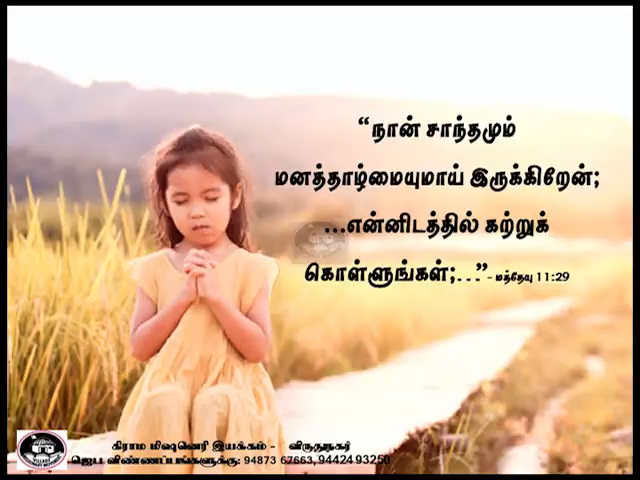 “நான் சாந்தமும்
மனத்தாழ்மையுமாய் இருக்கிறேன்;
...என்னிடத்தில் கற்றுக்
கொள்ளுங்கள்;...”- மத்தேயு 11:29
கிராம மிஷனெரி இயக்கம் - விருதுநகர்
ஜெப விண்ணப்பங்களுக்கு: 94873 67663, 94424 93250